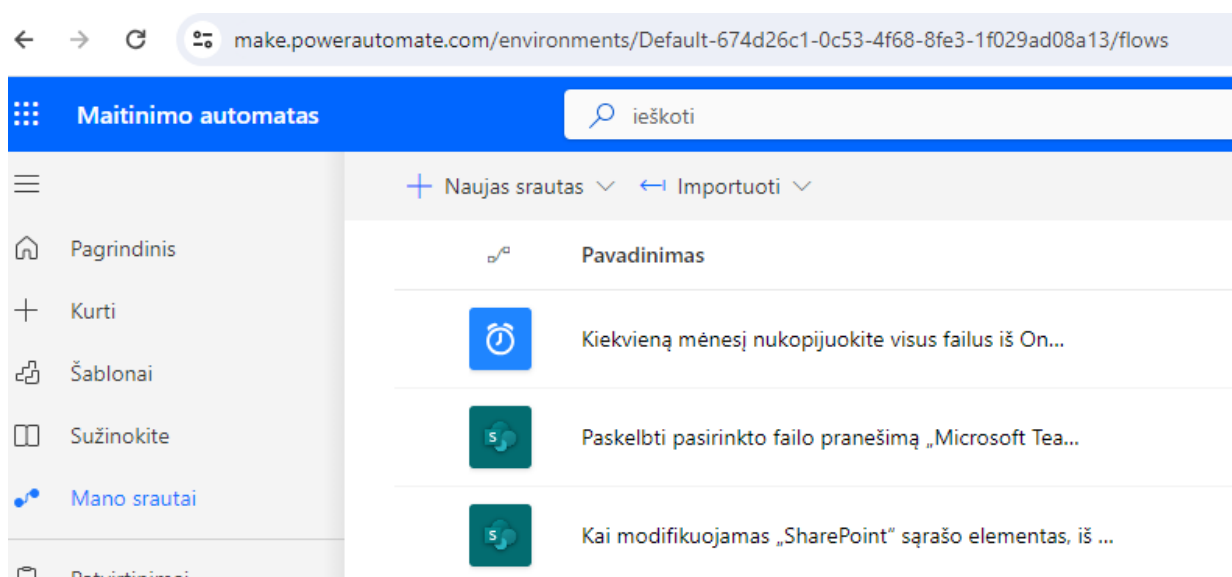 make.powerautomate.com/environments/Default-674d26c1-0c53-4f68-8fe3-1f029ad08a13/flows
Maitinimo automatas
ieškoti
Naujas srautas
Importuoti
Pagrindinis
Pavadinimas
Kurti
Kiekvieną mėnesį nukopijuokite visus failus iš On...
Šablonai
Sužinokite
Paskelbti pasirinkto failo pranešimą „Microsoft Tea...
Mano srautai
Kai modifikuojamas „SharePoint“ sąrašo elementas, iš ...